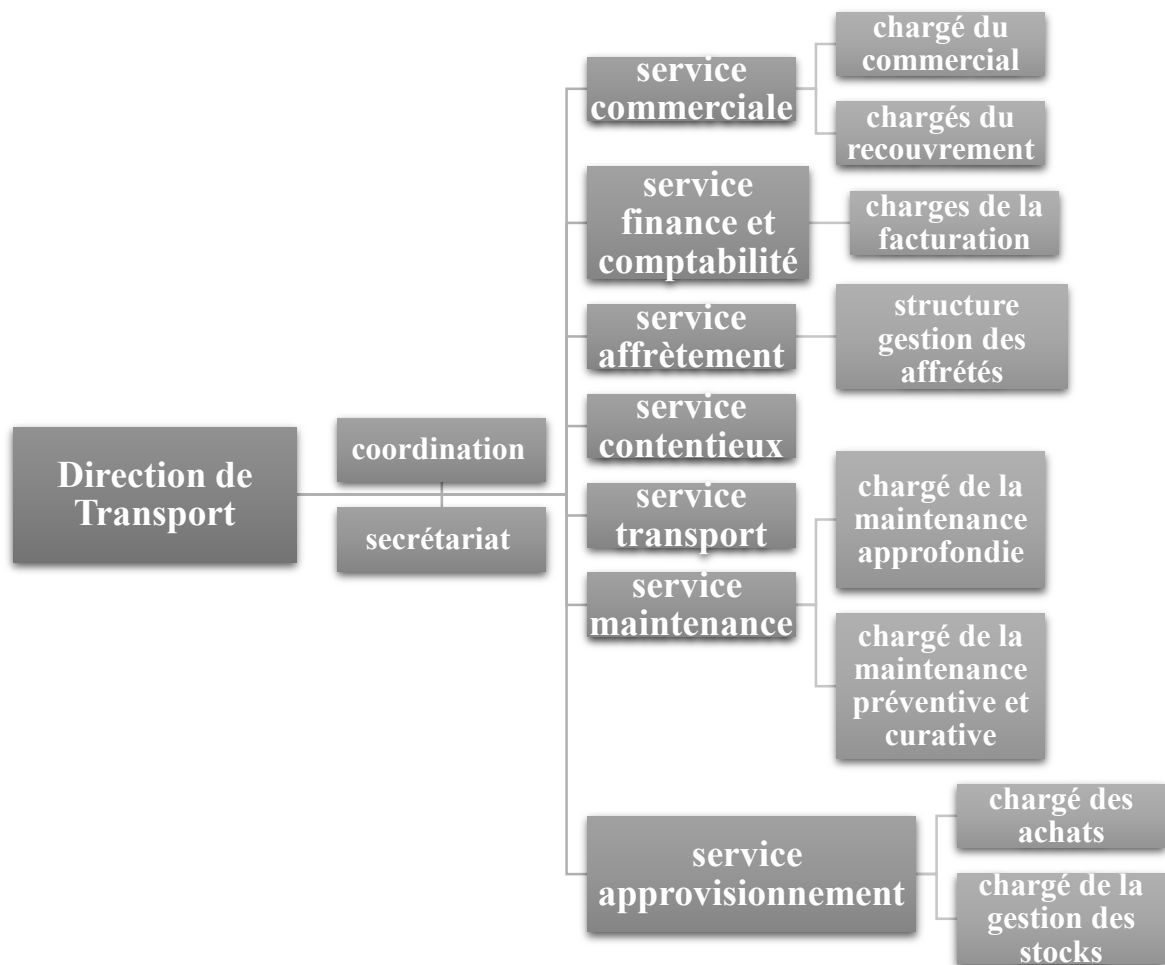 Direction de
Transport
coordination
secrétariat
service
commerciale
chargé du
commercial
chargés du
recouvrement
service
finance et
comptabilité
charges de la
facturation
service
affrètement
structure
gestion des
affrétés
service
contentieux
service
transport
service
maintenance
chargé de la
maintenance
approfondie
chargé de la
maintenance
préventive et
curative
service
approvisionnement
chargé des
achats
chargé de la
gestion des
stocks